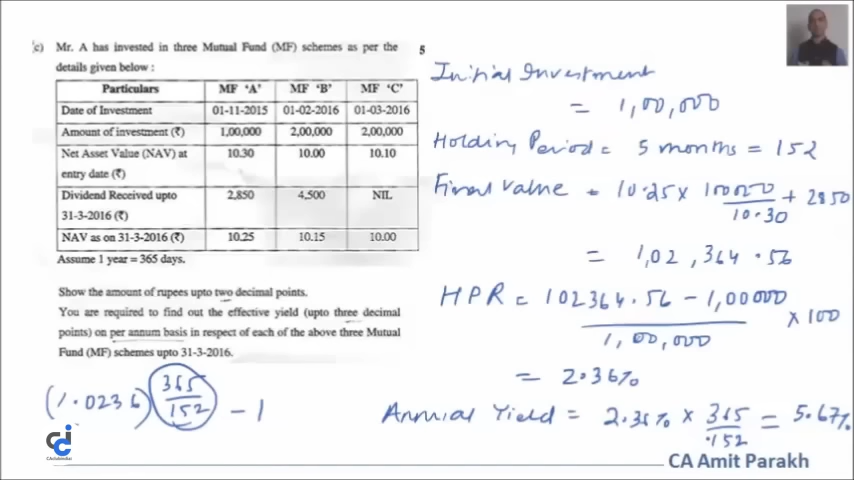 c) Mr. A has invested in three Mutual Fund (MF) schemes as per the 5
details given below :
Particulars MF 'A' MF 'B' MF 'C'
Date of Investment 01-11-2015 01-02-2016 01-03-2016
Amount of investment (₹) 1,00,000 2,00,000 2,00,000
Net Asset Value (NAV) at 10.30 10.00 10.10
entry date (₹)
Dividend Received upto 2,850 4,500 NIL
31-3-2016 (₹)
NAV as on 31-3-2016 (₹) 10.25 10.15 10.00
Assume 1 year = 365 days.
Show the amount of rupees upto two decimal points.
You are required to find out the effective yield (upto three decimal
points) on per annum basis in respect of each of the above three Mutual
Fund (MF) schemes upto 31-3-2016.
(1.0236) 365/152 - 1
Initial Investment
= 1,00,000
Holding Period = 5 months = 152
Final Value = 10.25 x 100000/10.30 + 2850
= 1,02,364.56
HPR = 102364.56 - 1,00000 / 1,00,000 x 100
= 2.36%
Annual Yield = 2.36% x 365/152 = 5.67%
CA Amit Parakh